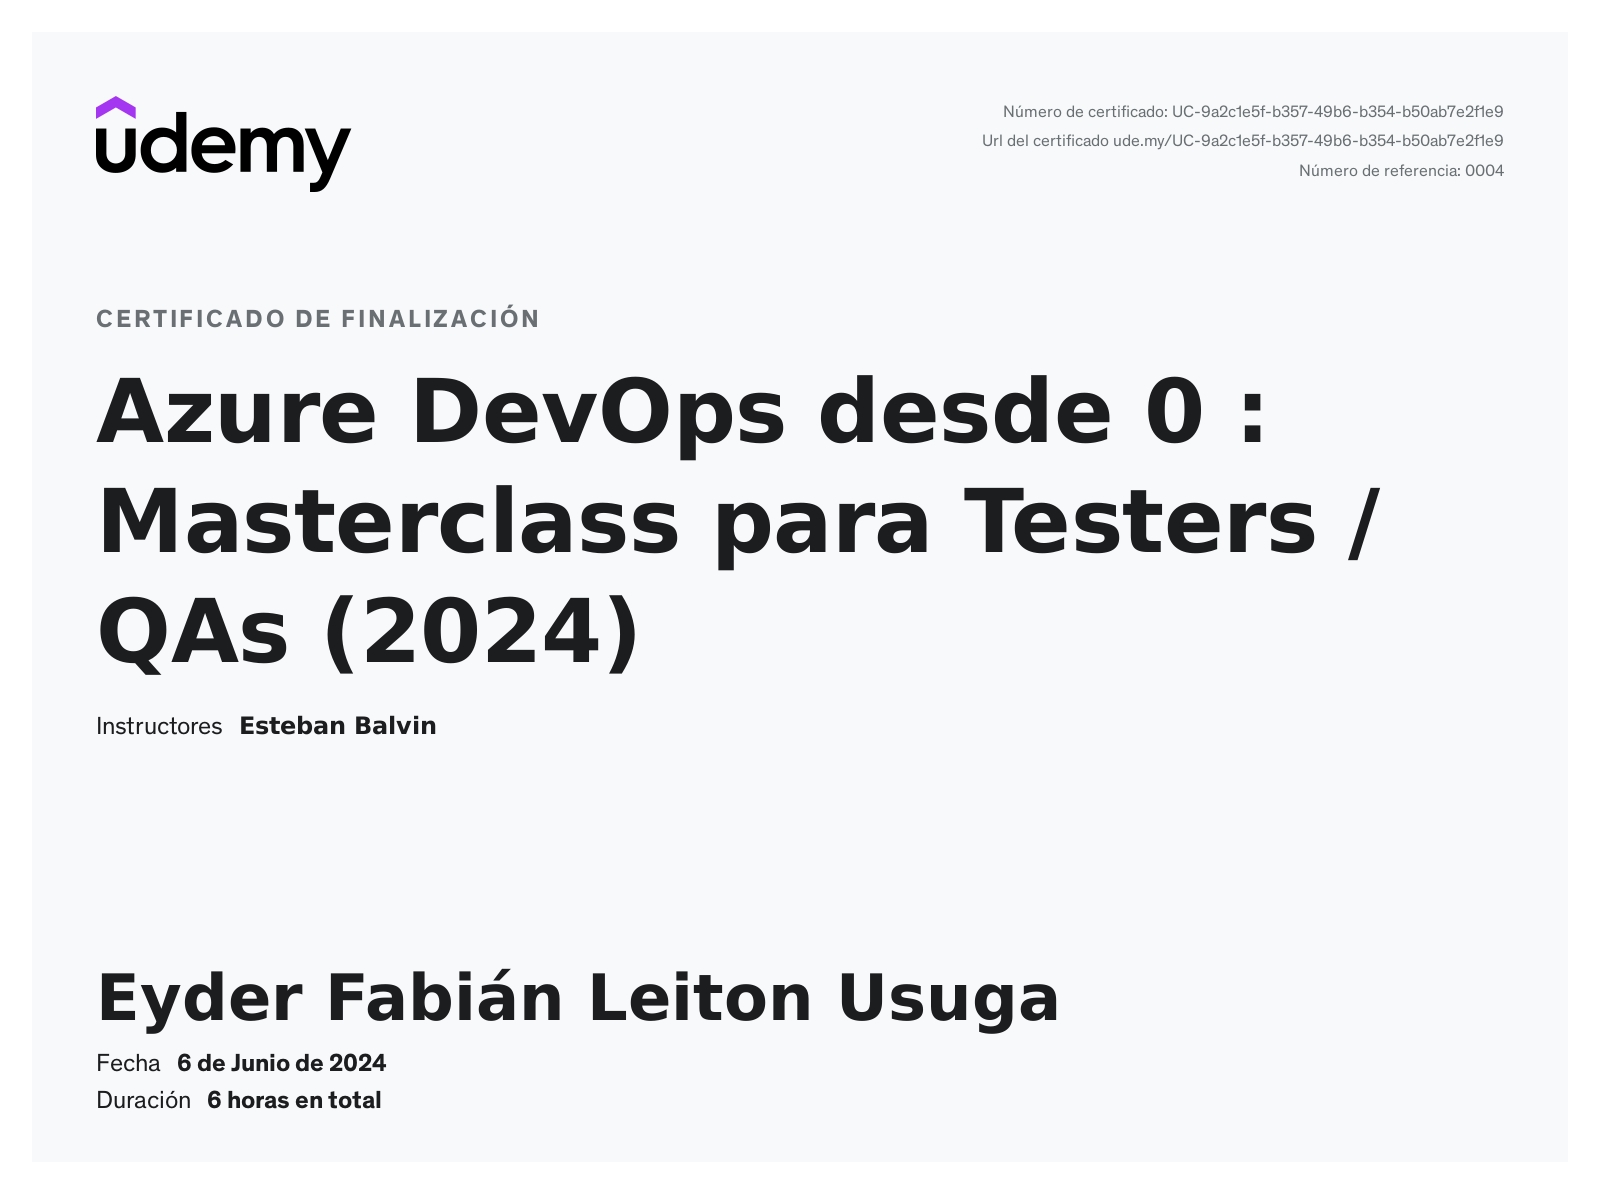 udemy
Número de certificado: UC-9a2c1e5f-b357-49b6-b354-b50ab7e2f1e9
Url del certificado ude.my/UC-9a2c1e5f-b357-49b6-b354-b50ab7e2f1e9
Número de referencia: 0004
CERTIFICADO DE FINALIZACIÓN
Azure DevOps desde 0 :
Masterclass para Testers /
QAs (2024)
Instructores Esteban Balvin
Eyder Fabián Leiton Usuga
Fecha 6 de Junio de 2024
Duración 6 horas en total